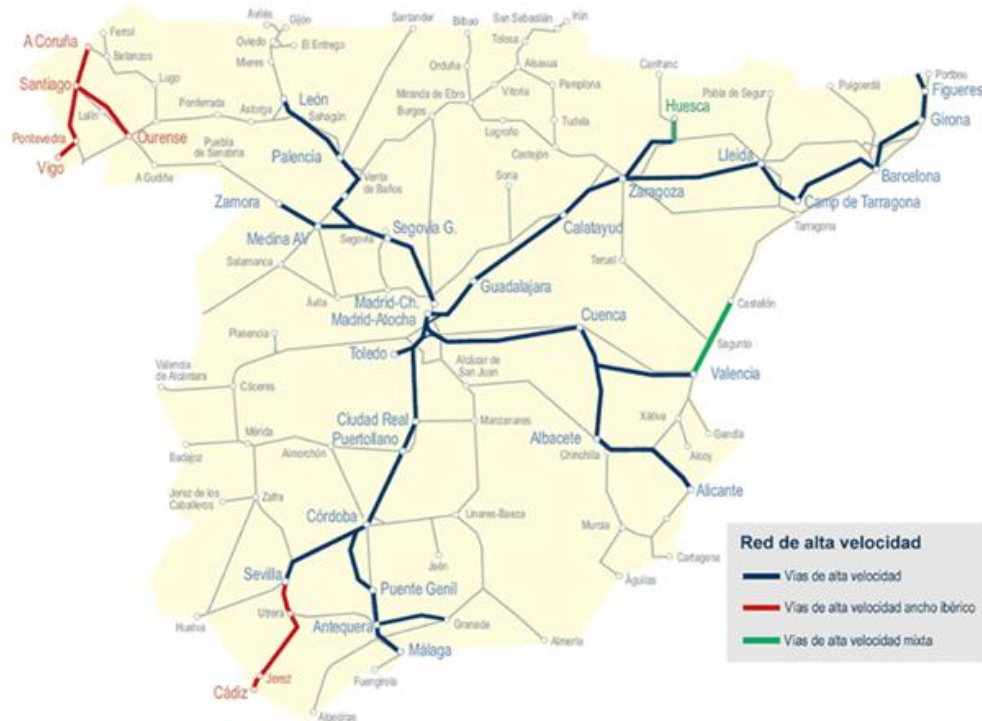 Avilés
Gijón
Santander
Bilbao
San Sebastián
Irún
Ferrol
A Coruña
Oviedo
El Entrego
Tolosa
Betanzos
Mieres
Orduña
Alsasua
Canfranc
Portbou
Santiago
Lugo
León
Miranda de Ebro
Vitoria
Pamplona
Pobla de Segur
Puigcerdá
Figueres
Ponferrada
Astorga
Sahagún
Burgos
Huesca
Girona
Lalín
Logroño
Tudela
Pontevedra
Ourense
Puebla
de Sanabria
Palencia
Castejón
Lleida
Vigo
A Gudiña
Venta
de Baños
Soria
Zaragoza
Barcelona
Zamora
Camp de Tarragona
Medina AV
Segovia G.
Segovia
Calatayud
Tarragona
Salamanca
Teruel
Ávila
Guadalajara
Madrid-Ch.
Madrid-Atocha
Castellón
Cuenca
Plasencia
Toledo
Sagunto
Valencia
de Alcántara
Alcázar de
San Juan
Valencia
Cáceres
Ciudad Real
Manzanares
Xátiva
Gandía
Mérida
Puertollano
Albacete
Badajoz
Almorchón
Chinchilla
Alcoy
Jerez de los
Caballeros
Zafra
Alicante
Córdoba
Linares-Baeza
Murcia
Jaén
Cartagena
Sevilla
Puente Genil
Águilas
Huelva
Utrera
Antequera
Granada
Almería
Málaga
Jerez
Fuengirola
Cádiz
Algeciras
Red de alta velocidad
Vías de alta velocidad
Vías de alta velocidad ancho ibérico
Vías de alta velocidad mixta